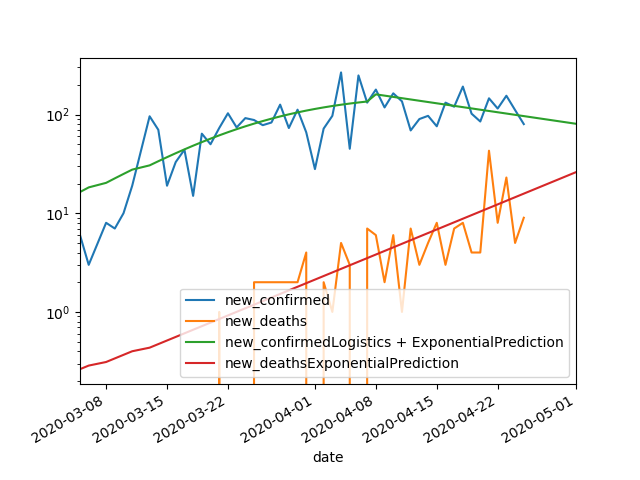 10²
10¹
10⁰
new_confirmed
new_deaths
new_confirmedLogistics + ExponentialPrediction
new_deathsExponentialPrediction
2020-03-08
2020-03-15
2020-03-22
2020-04-01
2020-04-08
2020-04-15
2020-04-22
2020-05-01
date